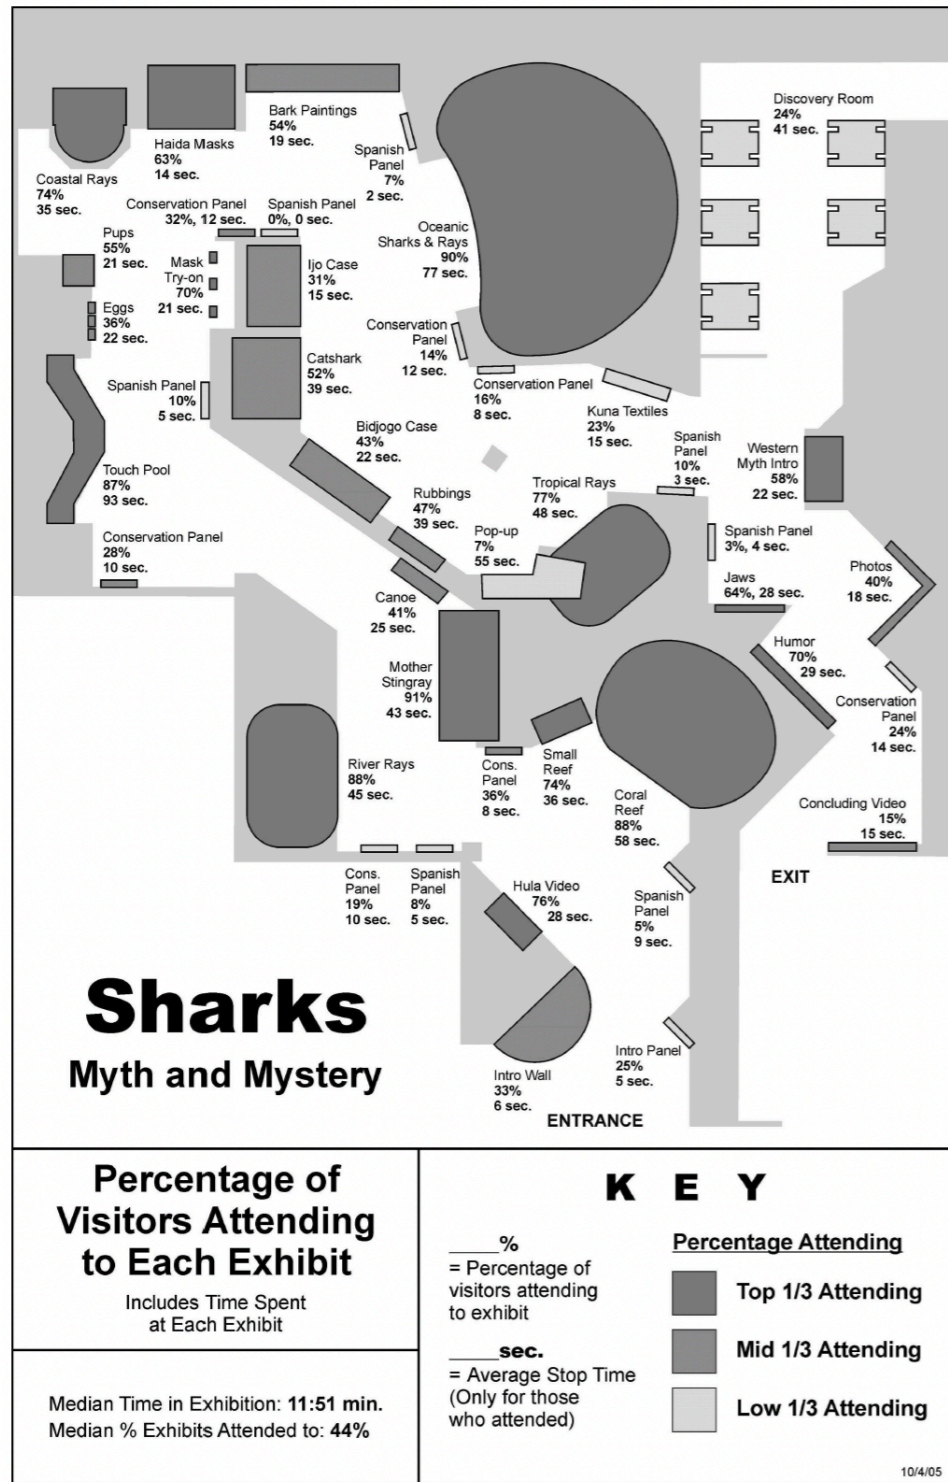 Bark Paintings
54%
19 sec.
Haida Masks
63%
14 sec.
Coastal Rays
74%
35 sec.
Spanish
Panel
7%
2 sec.
Discovery Room
24%
41 sec.
Conservation Panel
32%, 12 sec.
Spanish Panel
0%, 0 sec.
Oceanic
Sharks & Rays
90%
77 sec.
Pups
55%
21 sec.
Mask
Try-on
70%
21 sec.
Ijo Case
31%
15 sec.
Eggs
36%
22 sec.
Conservation
Panel
14%
12 sec.
Catshark
52%
39 sec.
Spanish Panel
10%
5 sec.
Conservation Panel
16%
8 sec.
Kuna Textiles
23%
15 sec.
Bidjogo Case
43%
22 sec.
Spanish
Panel
10%
3 sec.
Western
Myth Intro
58%
22 sec.
Touch Pool
87%
93 sec.
Rubbings
47%
39 sec.
Tropical Rays
77%
48 sec.
Pop-up
7%
55 sec.
Spanish Panel
3%, 4 sec.
Conservation Panel
28%
10 sec.
Jaws
64%, 28 sec.
Photos
40%
18 sec.
Canoe
41%
25 sec.
Humor
70%
29 sec.
Mother
Stingray
91%
43 sec.
Conservation
Panel
24%
14 sec.
River Rays
88%
45 sec.
Cons.
Panel
36%
8 sec.
Small
Reef
74%
36 sec.
Coral
Reef
88%
58 sec.
Concluding Video
15%
15 sec.
EXIT
Cons.
Panel
19%
10 sec.
Spanish
Panel
8%
5 sec.
Hula Video
76%
28 sec.
Spanish
Panel
5%
9 sec.
Sharks
Myth and Mystery
Intro Wall
33%
6 sec.
Intro Panel
25%
5 sec.
ENTRANCE
Percentage of
Visitors Attending
to Each Exhibit
Includes Time Spent
at Each Exhibit
Median Time in Exhibition: 11:51 min.
Median % Exhibits Attended to: 44%
KEY
____%
= Percentage of
visitors attending
to exhibit
____sec.
= Average Stop Time
(Only for those
who attended)
Percentage Attending
Top 1/3 Attending
Mid 1/3 Attending
Low 1/3 Attending
10/4/05